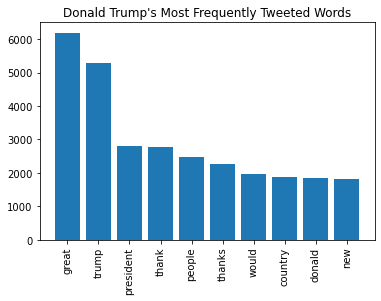 Donald Trump's Most Frequently Tweeted Words
6000
5000
4000
3000
2000
1000
0
great
trump
president
thank
people
thanks
would
country
donald
new